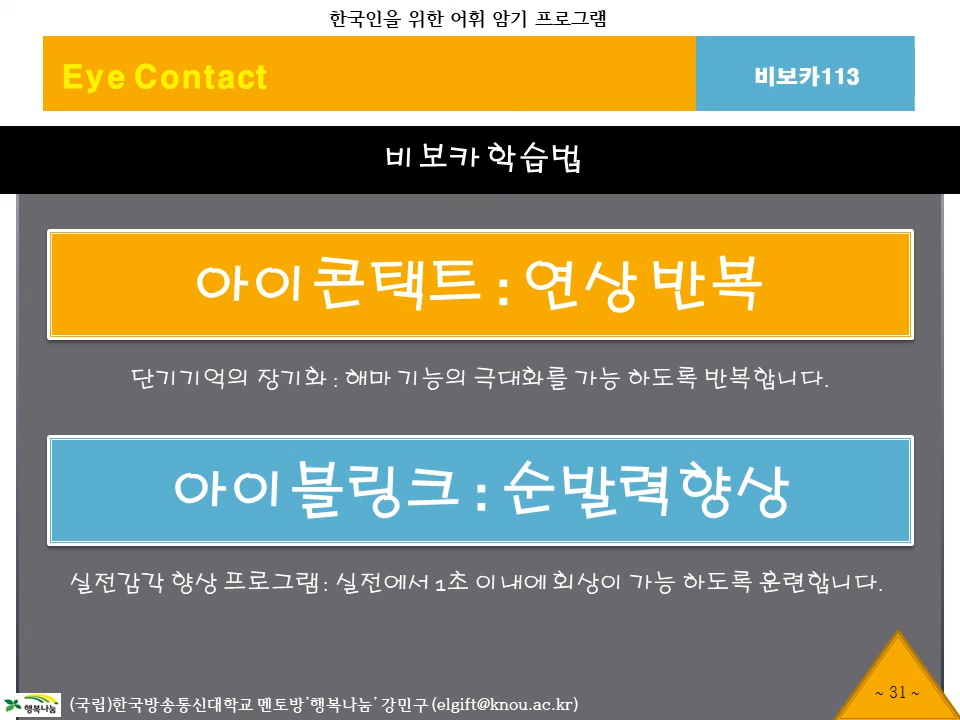 한국인을 위한 어휘 암기 프로그램
Eye Contact
비보카113
비보카 학습법
아이콘택트 : 연상 반복
단기기억의 장기화 : 해마 기능의 극대화를 가능 하도록 반복합니다.
아이블링크 : 순발력향상
실전감각 향상 프로그램 : 실전에서 1초 이내에 회상이 가능 하도록 훈련합니다.
~ 31 ~
행복나눔
(국립)한국방송통신대학교 멘토방'행복나눔' 강민구 (elgift@knou.ac.kr)